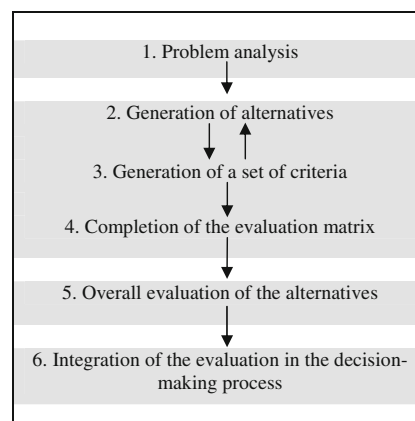 1. Problem analysis
2. Generation of alternatives
3. Generation of a set of criteria
4. Completion of the evaluation matrix
5. Overall evaluation of the alternatives
6. Integration of the evaluation in the decision-
making process